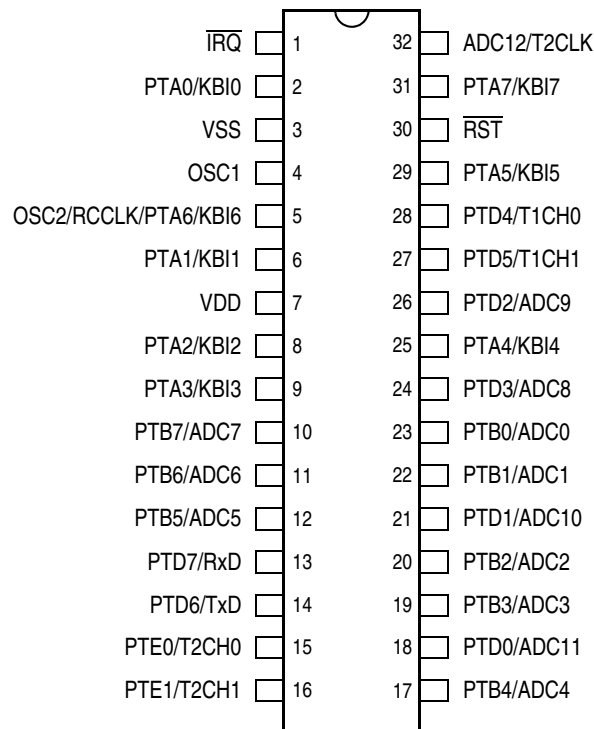 IRQ 1 32 ADC12/T2CLK
PTA0/KBI0 2 31 PTA7/KBI7
VSS 3 30 RST
OSC1 4 29 PTA5/KBI5
OSC2/RCCLK/PTA6/KBI6 5 28 PTD4/T1CH0
PTA1/KBI1 6 27 PTD5/T1CH1
VDD 7 26 PTD2/ADC9
PTA2/KBI2 8 25 PTA4/KBI4
PTA3/KBI3 9 24 PTD3/ADC8
PTB7/ADC7 10 23 PTB0/ADC0
PTB6/ADC6 11 22 PTB1/ADC1
PTB5/ADC5 12 21 PTD1/ADC10
PTD7/RxD 13 20 PTB2/ADC2
PTD6/TxD 14 19 PTB3/ADC3
PTE0/T2CH0 15 18 PTD0/ADC11
PTE1/T2CH1 16 17 PTB4/ADC4